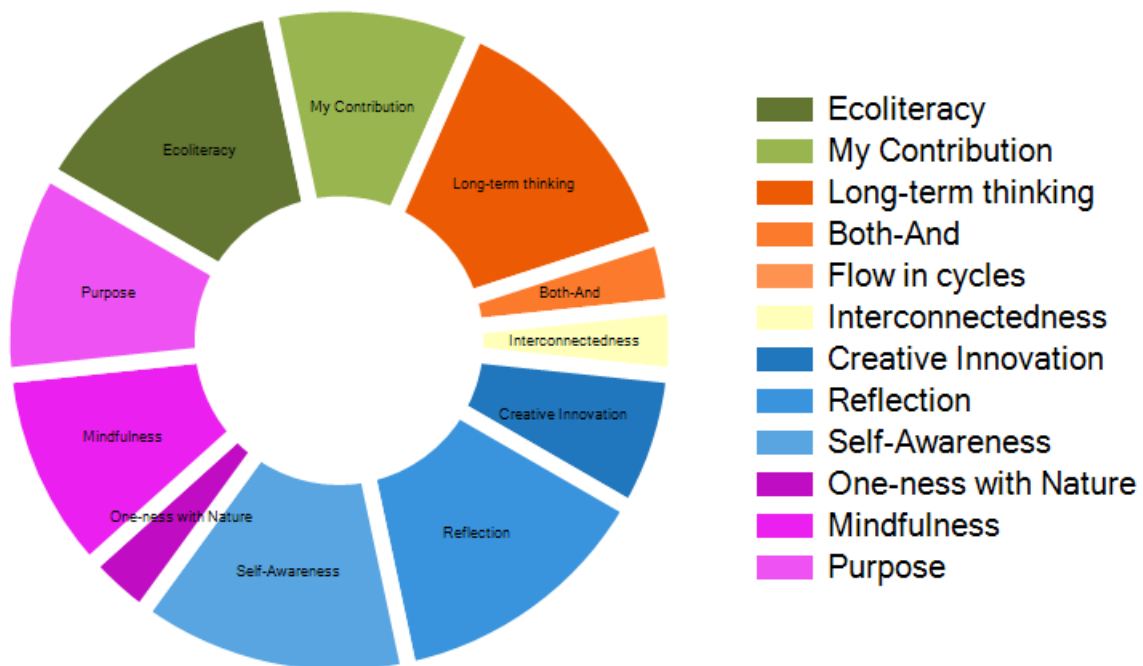 My Contribution
Ecoliteracy
Long-term thinking
Purpose
Both-And
Interconnectedness
Mindfulness
Creative Innovation
One-ness with Nature
Reflection
Self-Awareness
Ecoliteracy
My Contribution
Long-term thinking
Both-And
Flow in cycles
Interconnectedness
Creative Innovation
Reflection
Self-Awareness
One-ness with Nature
Mindfulness
Purpose